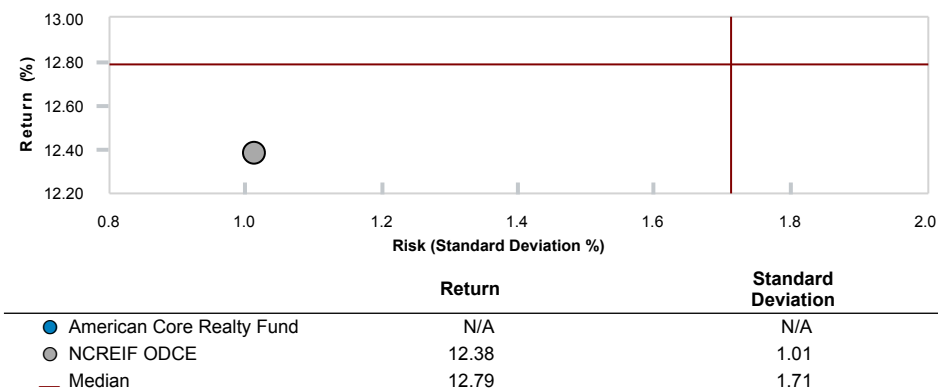 13.00
12.80
12.60
12.40
12.20
Return (%)
0.8 1.0 1.2 1.4 1.6 1.8 2.0
Risk (Standard Deviation %)
Return Standard Deviation
American Core Realty Fund N/A N/A
NCREIF ODCE 12.38 1.01
Median 12.79 1.71